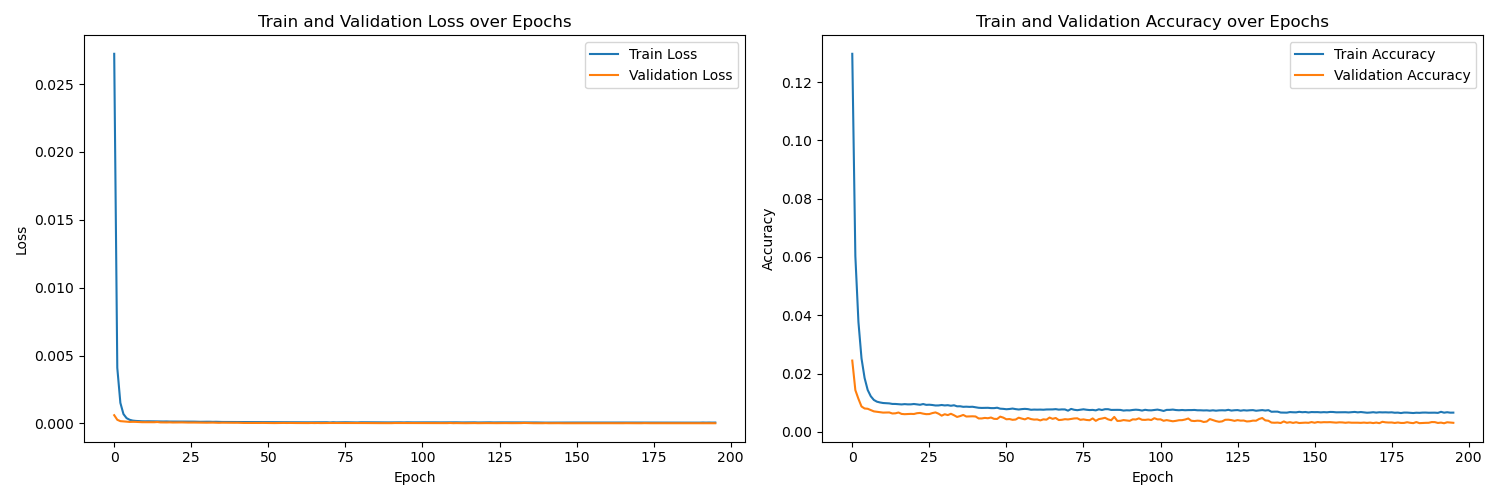 Train and Validation Loss over Epochs
Train Loss
Validation Loss
0.025
0.020
0.015
0.010
0.005
0.000
Loss
0 25 50 75 100 125 150 175 200
Epoch
Train and Validation Accuracy over Epochs
Train Accuracy
Validation Accuracy
0.12
0.10
0.08
0.06
0.04
0.02
0.00
Accuracy
0 25 50 75 100 125 150 175 200
Epoch